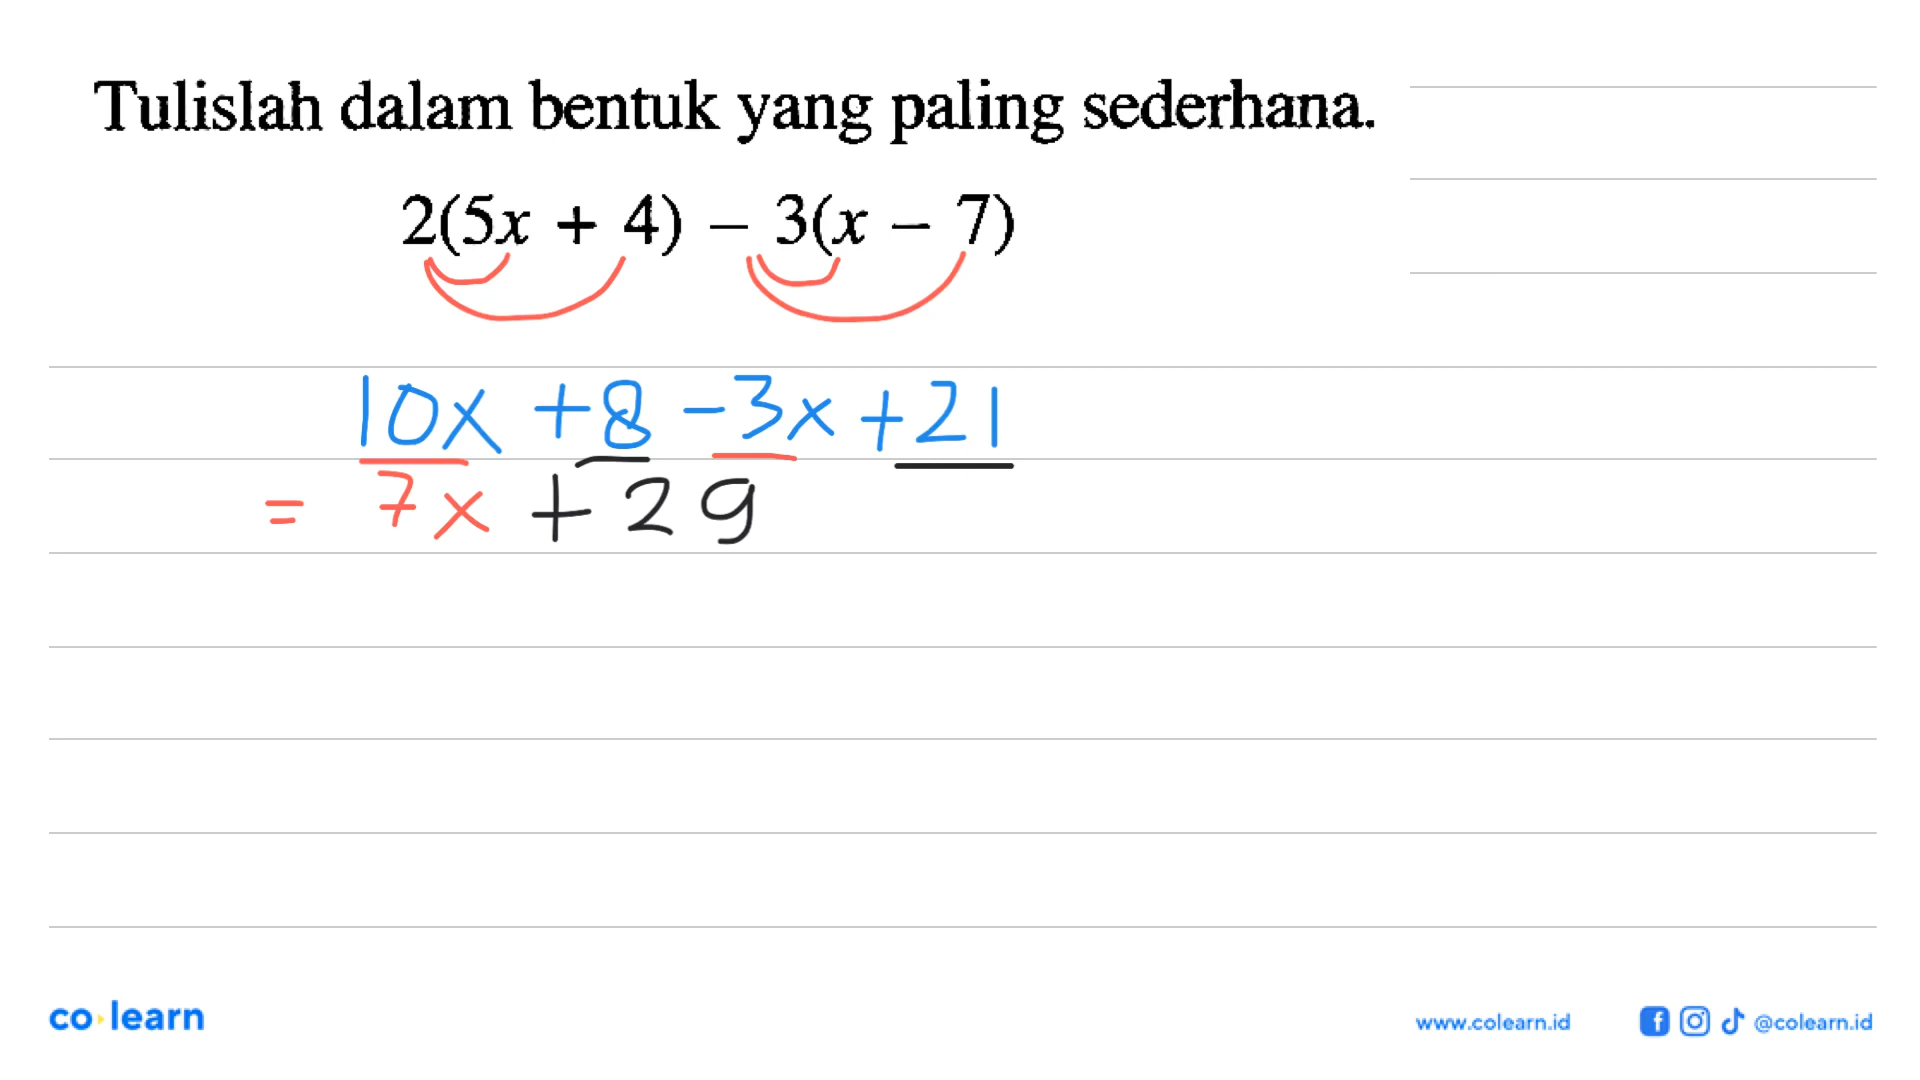 Tulislah dalam bentuk yang paling sederhana.
2(5x + 4) – 3(x – 7)
10x + 8 - 3x + 21
= 7x + 29
co learn
www.colearn.id
@colearn.id